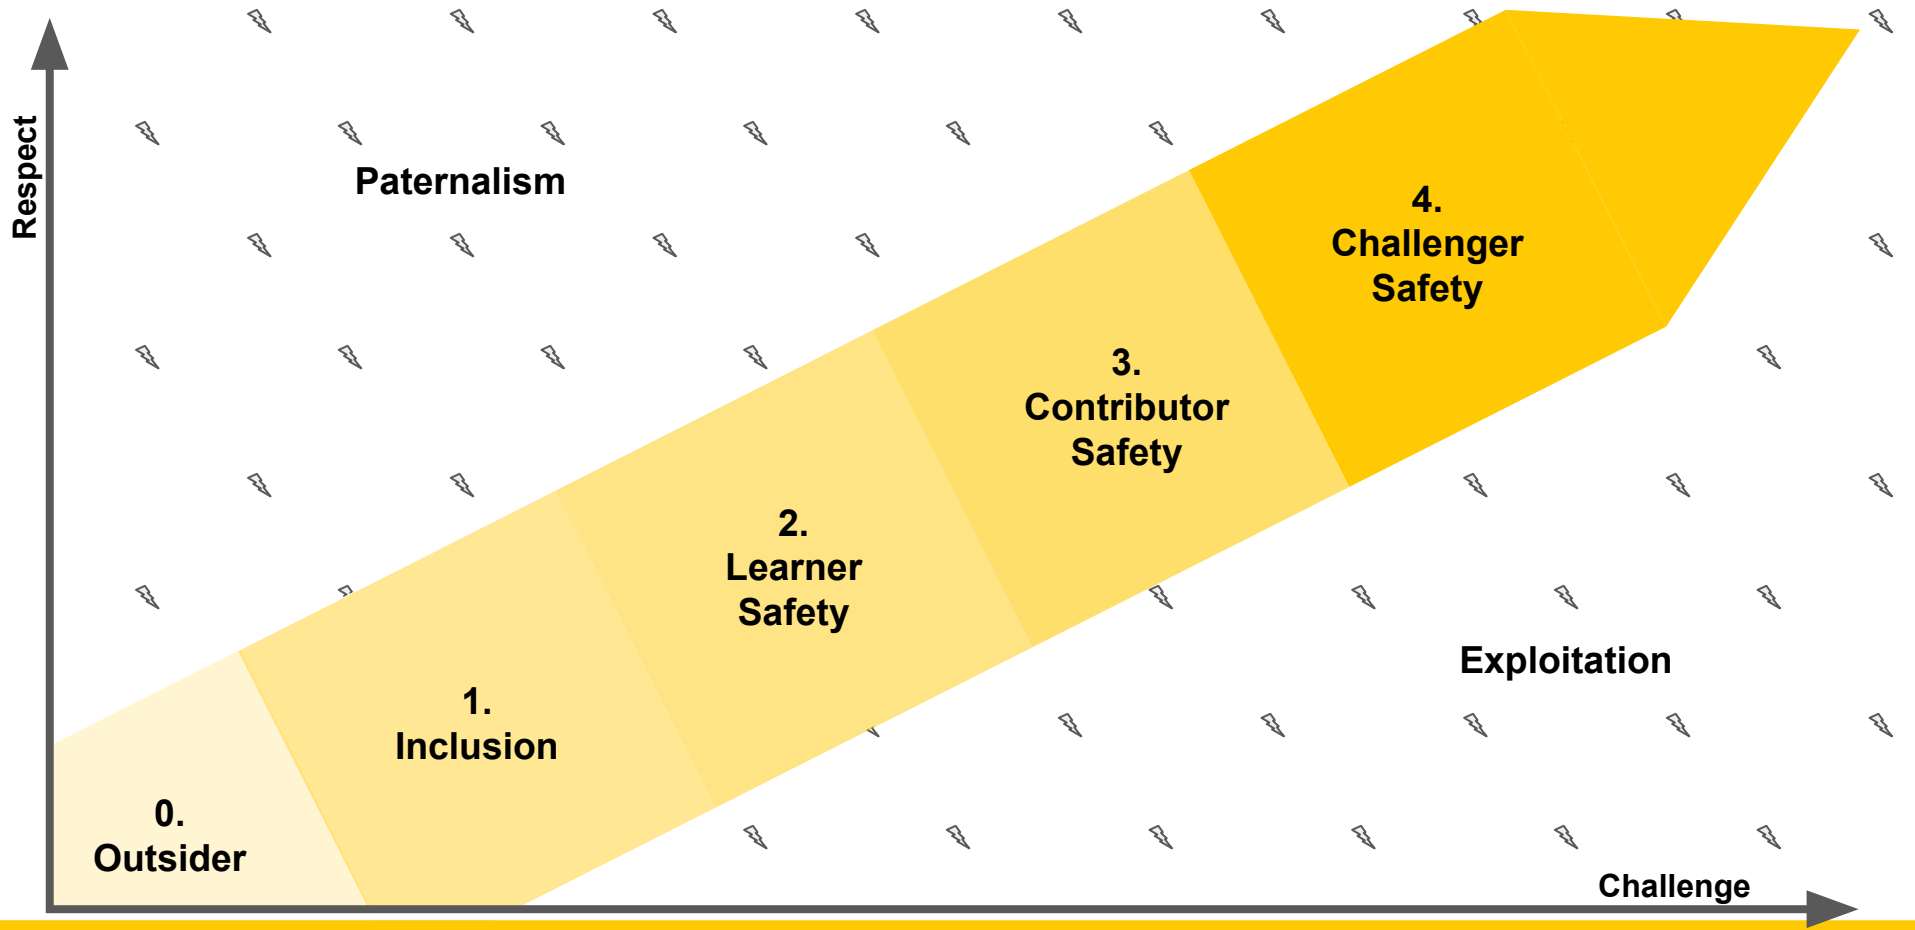 Respect
Paternalism
4.
Challenger
Safety
3.
Contributor
Safety
2.
Learner
Safety
Exploitation
1.
Inclusion
0.
Outsider
Challenge